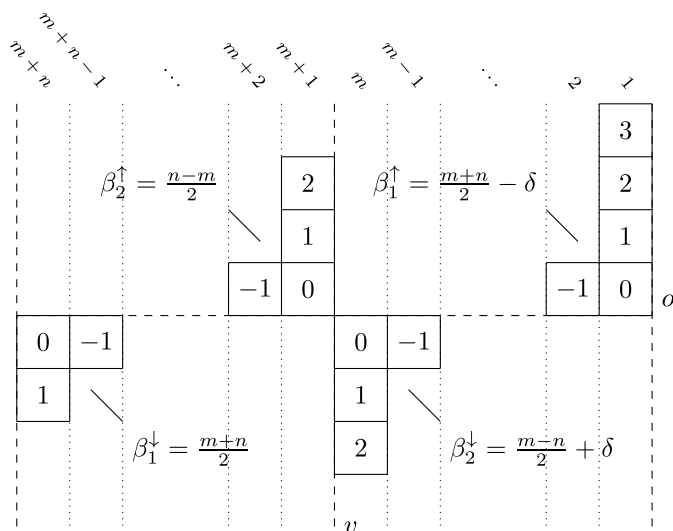 m + n m + n − 1 ⋯ m + 2 m + 1 m m − 1 ⋯ 2 1
3
β₂↑ = (n−m)/2 2 β₁↑ = (m+n)/2 − δ 2
1 1
−1 0 −1 0 o
0 −1 0 −1
1 1
β₁↓ = (m+n)/2 2 β₂↓ = (m−n)/2 + δ
v